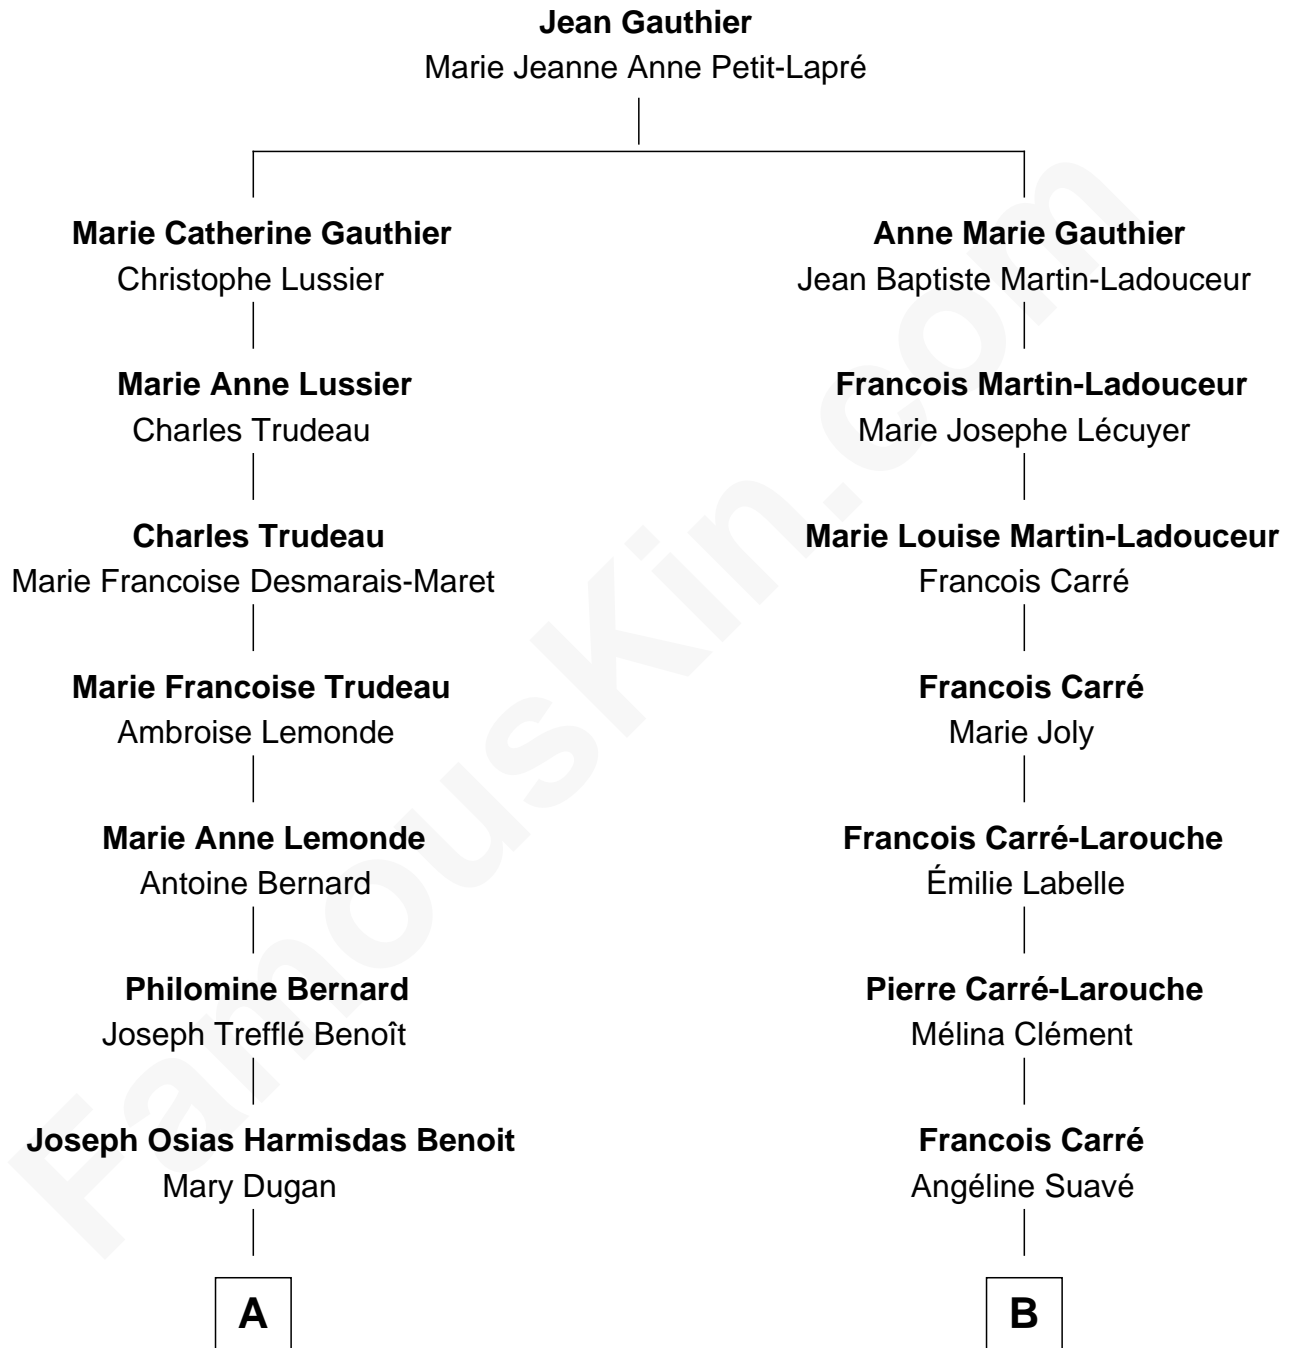 Jean Gauthier
Marie Jeanne Anne Petit-Lapré
Marie Catherine Gauthier
Christophe Lussier
Anne Marie Gauthier
Jean Baptiste Martin-Ladouceur
Marie Anne Lussier
Charles Trudeau
Francois Martin-Ladouceur
Marie Josephe Lécuyer
Charles Trudeau
Marie Francoise Desmarais-Maret
Marie Louise Martin-Ladouceur
Francois Carré
Marie Francoise Trudeau
Ambroise Lemonde
Francois Carré
Marie Joly
Marie Anne Lemonde
Antoine Bernard
Francois Carré-Larouche
Émilie Labelle
Philomine Bernard
Joseph Trefflé Benoît
Pierre Carré-Larouche
Mélina Clément
Joseph Osias Harmisdas Benoit
Mary Dugan
Francois Carré
Angéline Suavé
A
B
FamousKin.com